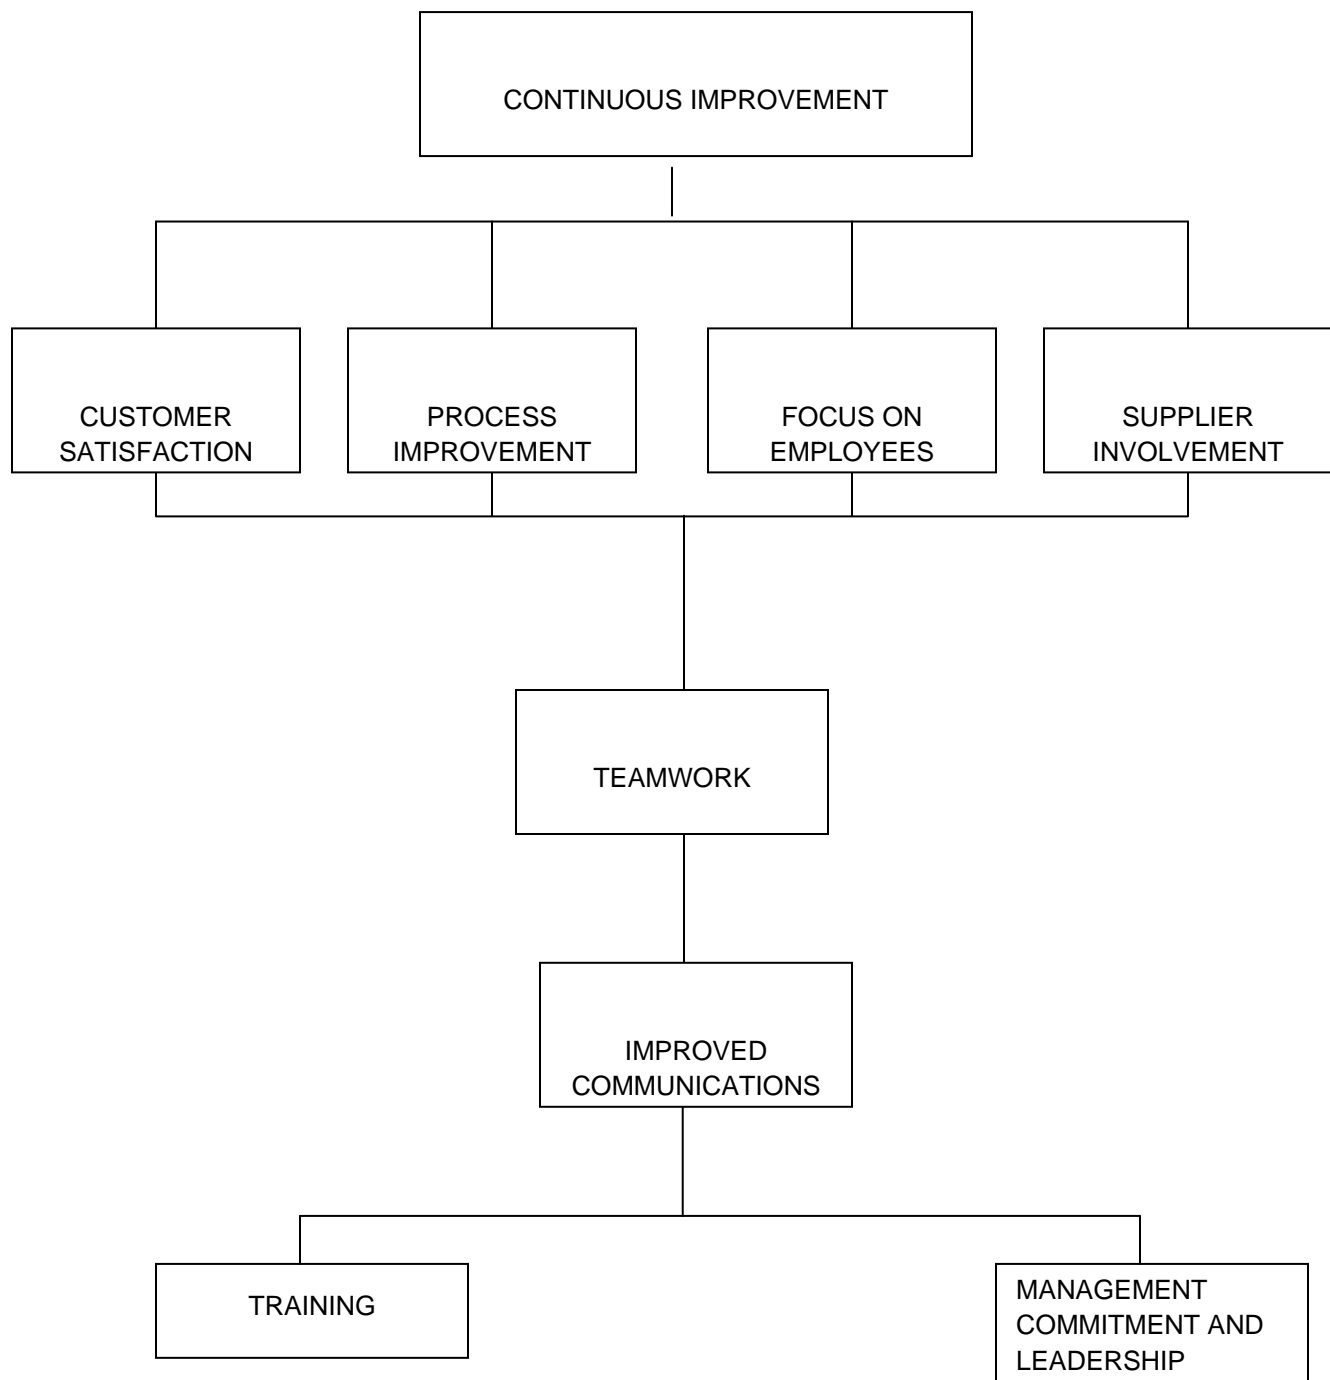 CONTINUOUS IMPROVEMENT
CUSTOMER
SATISFACTION
PROCESS
IMPROVEMENT
FOCUS ON
EMPLOYEES
SUPPLIER
INVOLVEMENT
TEAMWORK
IMPROVED
COMMUNICATIONS
TRAINING
MANAGEMENT
COMMITMENT AND
LEADERSHIP